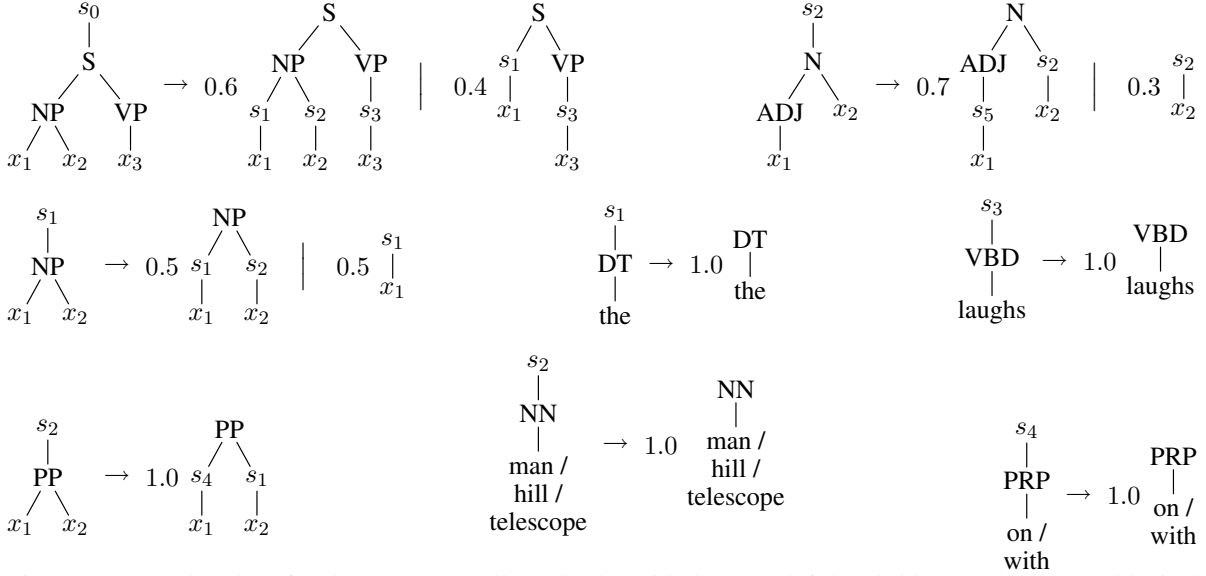 s0
S
NP VP
x1 x2 x3
→ 0.6
S
NP VP
s1 s2 s3
x1 x2 x3
|
0.4
S
s1 VP
x1 s3
x3
s2
N
ADJ x2
x1
→ 0.7
N
ADJ s2
s5 x2
x1
|
0.3
s2
x2
s1
NP
x1 x2
→ 0.5
NP
s1 s2
x1 x2
|
0.5
s1
x1
s1
DT
the
→ 1.0
DT
the
s3
VBD
laughs
→ 1.0
VBD
laughs
s2
PP
x1 x2
→ 1.0
PP
s4 s1
x1 x2
s2
NN
man /
hill /
telescope
→ 1.0
NN
man /
hill /
telescope
s4
PRP
on /
with
→ 1.0
PRP
on /
with